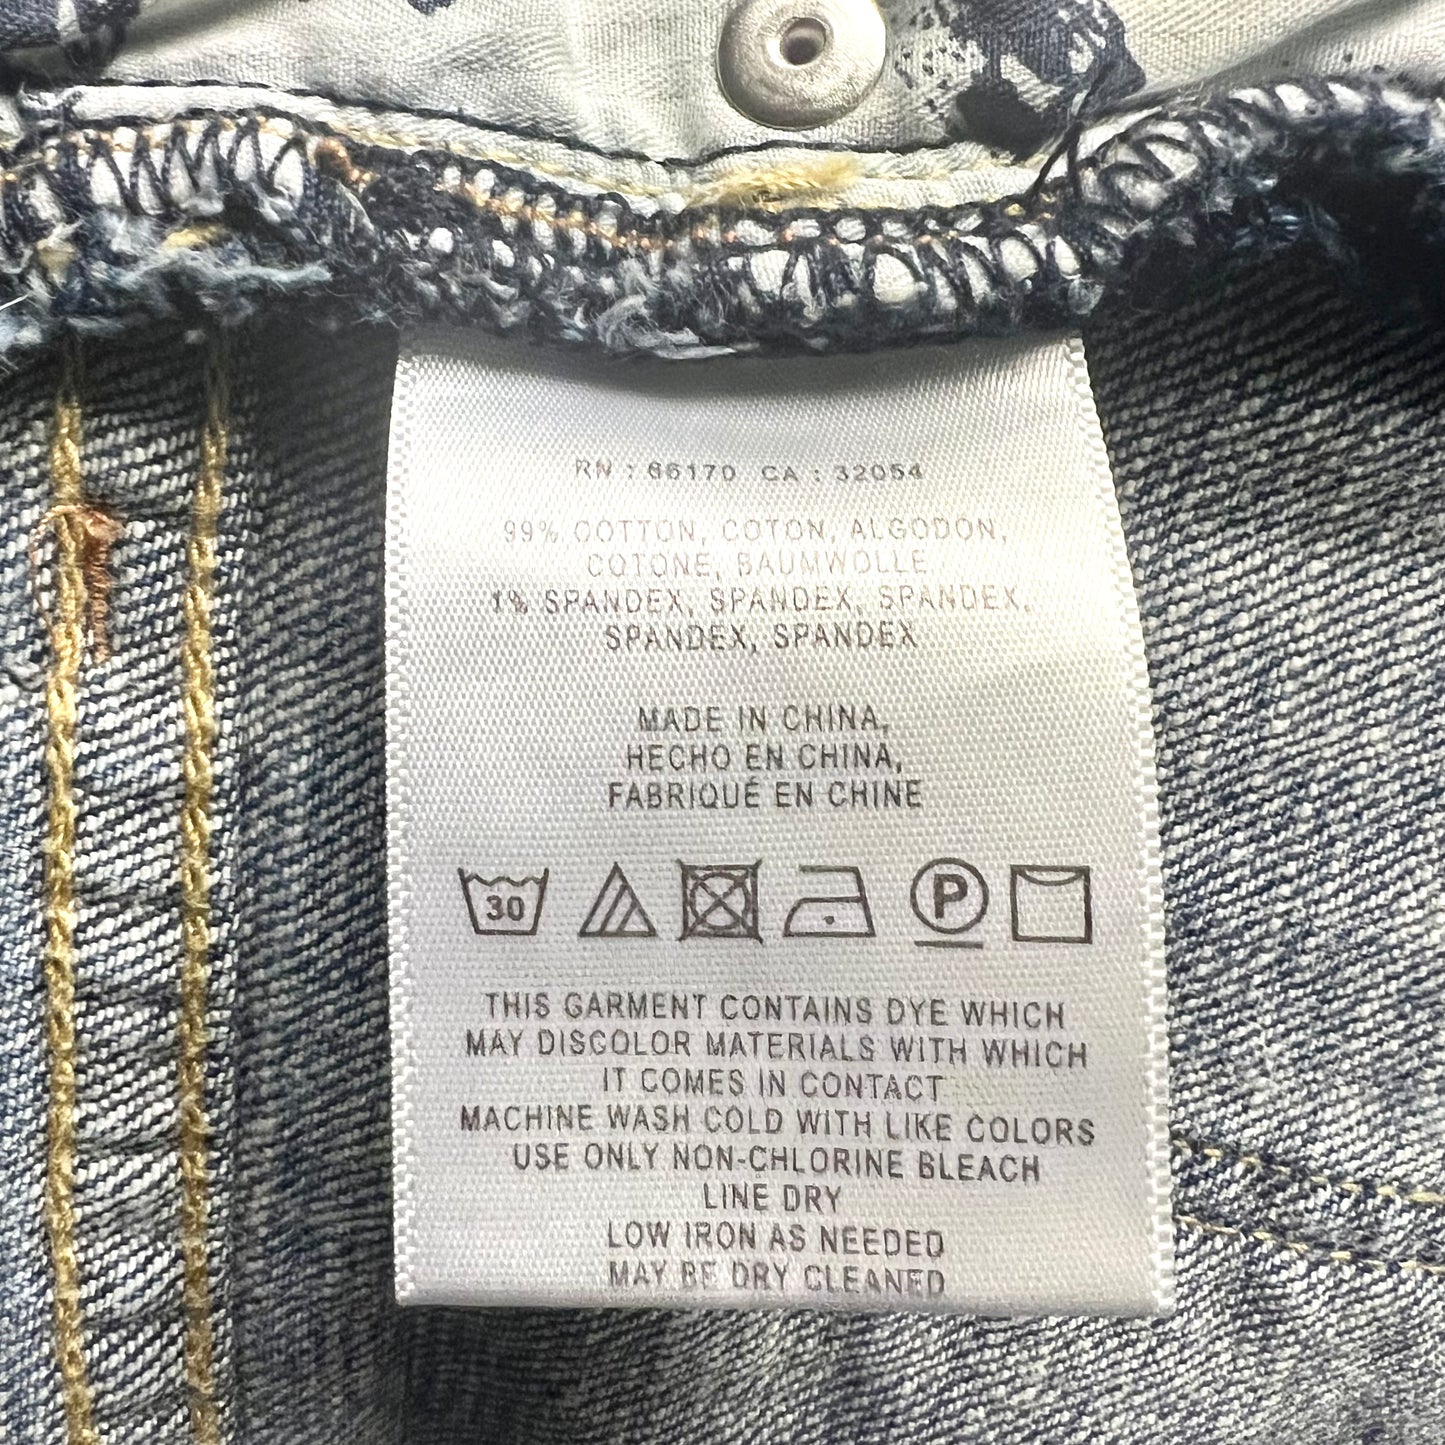 RN : 66170 CA : 32054
99% COTTON, COTON, ALGODON,
COTONE, BAUMWOLLE
1% SPANDEX, SPANDEX, SPANDEX,
SPANDEX, SPANDEX
MADE IN CHINA,
HECHO EN CHINA,
FABRIQUÉ EN CHINE
30 P
THIS GARMENT CONTAINS DYE WHICH
MAY DISCOLOR MATERIALS WITH WHICH
IT COMES IN CONTACT
MACHINE WASH COLD WITH LIKE COLORS
USE ONLY NON-CHLORINE BLEACH
LINE DRY
LOW IRON AS NEEDED
MAY BE DRY CLEANED